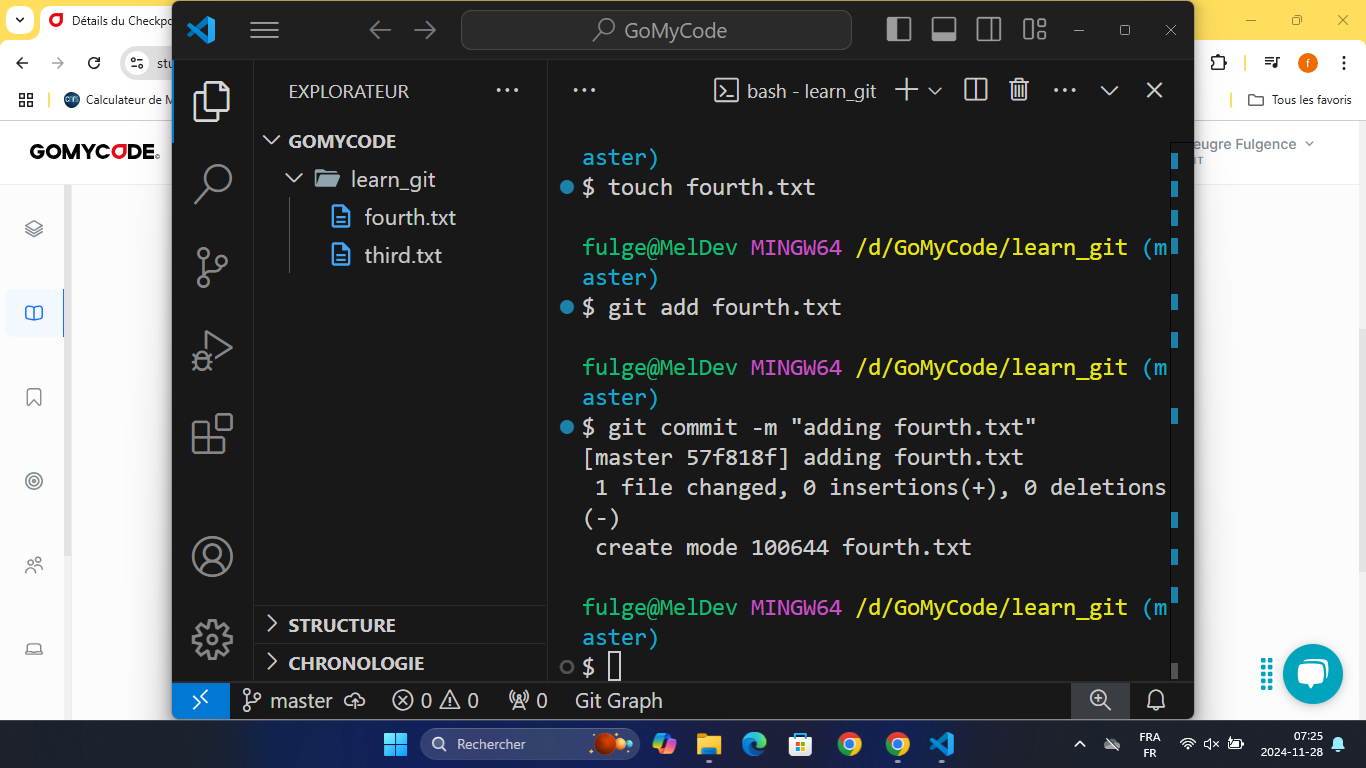 Détails du Checkpo
GoMyCode
stu
f
Calculateur de M
Tous les favoris
GOMYCODE
eugre Fulgence
NT
EXPLORATEUR
GOMYCODE
learn_git
fourth.txt
third.txt
STRUCTURE
CHRONOLOGIE
bash - learn_git
aster)
$ touch fourth.txt
fulge@MelDev MINGW64 /d/GoMyCode/learn_git (m
aster)
$ git add fourth.txt
fulge@MelDev MINGW64 /d/GoMyCode/learn_git (m
aster)
$ git commit -m "adding fourth.txt"
[master 57f818f] adding fourth.txt
1 file changed, 0 insertions(+), 0 deletions
(-)
create mode 100644 fourth.txt
fulge@MelDev MINGW64 /d/GoMyCode/learn_git (m
aster)
$
master
0 0
0
Git Graph
Rechercher
FRA
FR
07:25
2024-11-28